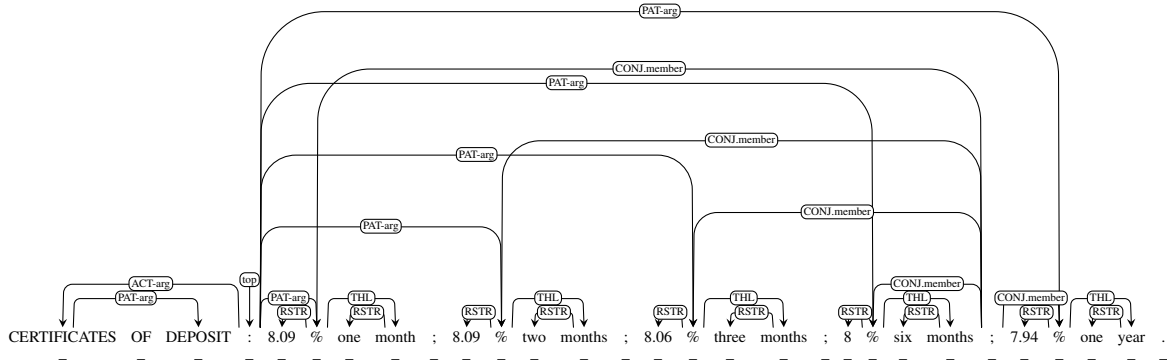 PAT-arg
CONJ.member
PAT-arg
CONJ.member
PAT-arg
CONJ.member
PAT-arg
top
ACT-arg CONJ.member
PAT-arg PAT-arg THL THL THL THL CONJ.member THL
RSTR RSTR RSTR RSTR RSTR RSTR RSTR RSTR RSTR RSTR
CERTIFICATES OF DEPOSIT : 8.09 % one month ; 8.09 % two months ; 8.06 % three months ; 8 % six months ; 7.94 % one year .
_ _ _ _ _ _ _ _ _ _ _ _ _ _ _ _ _ _ _ _ _ _ _ _ _ _ _ _